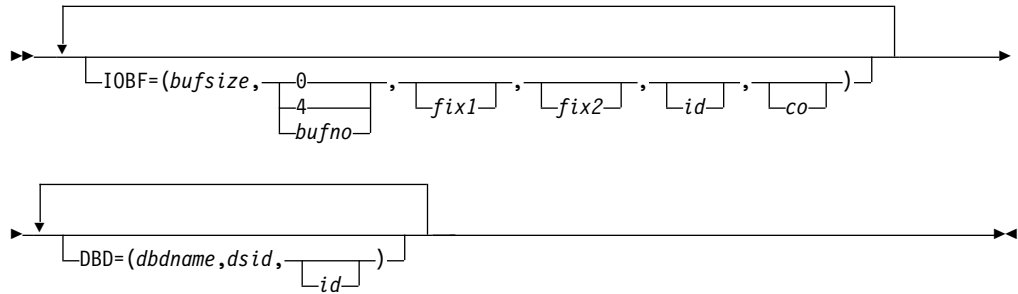 IOBF=(bufsize, 0 , fix1 , fix2 , id , co )
4
bufno
DBD=(dbdname,dsid, id )